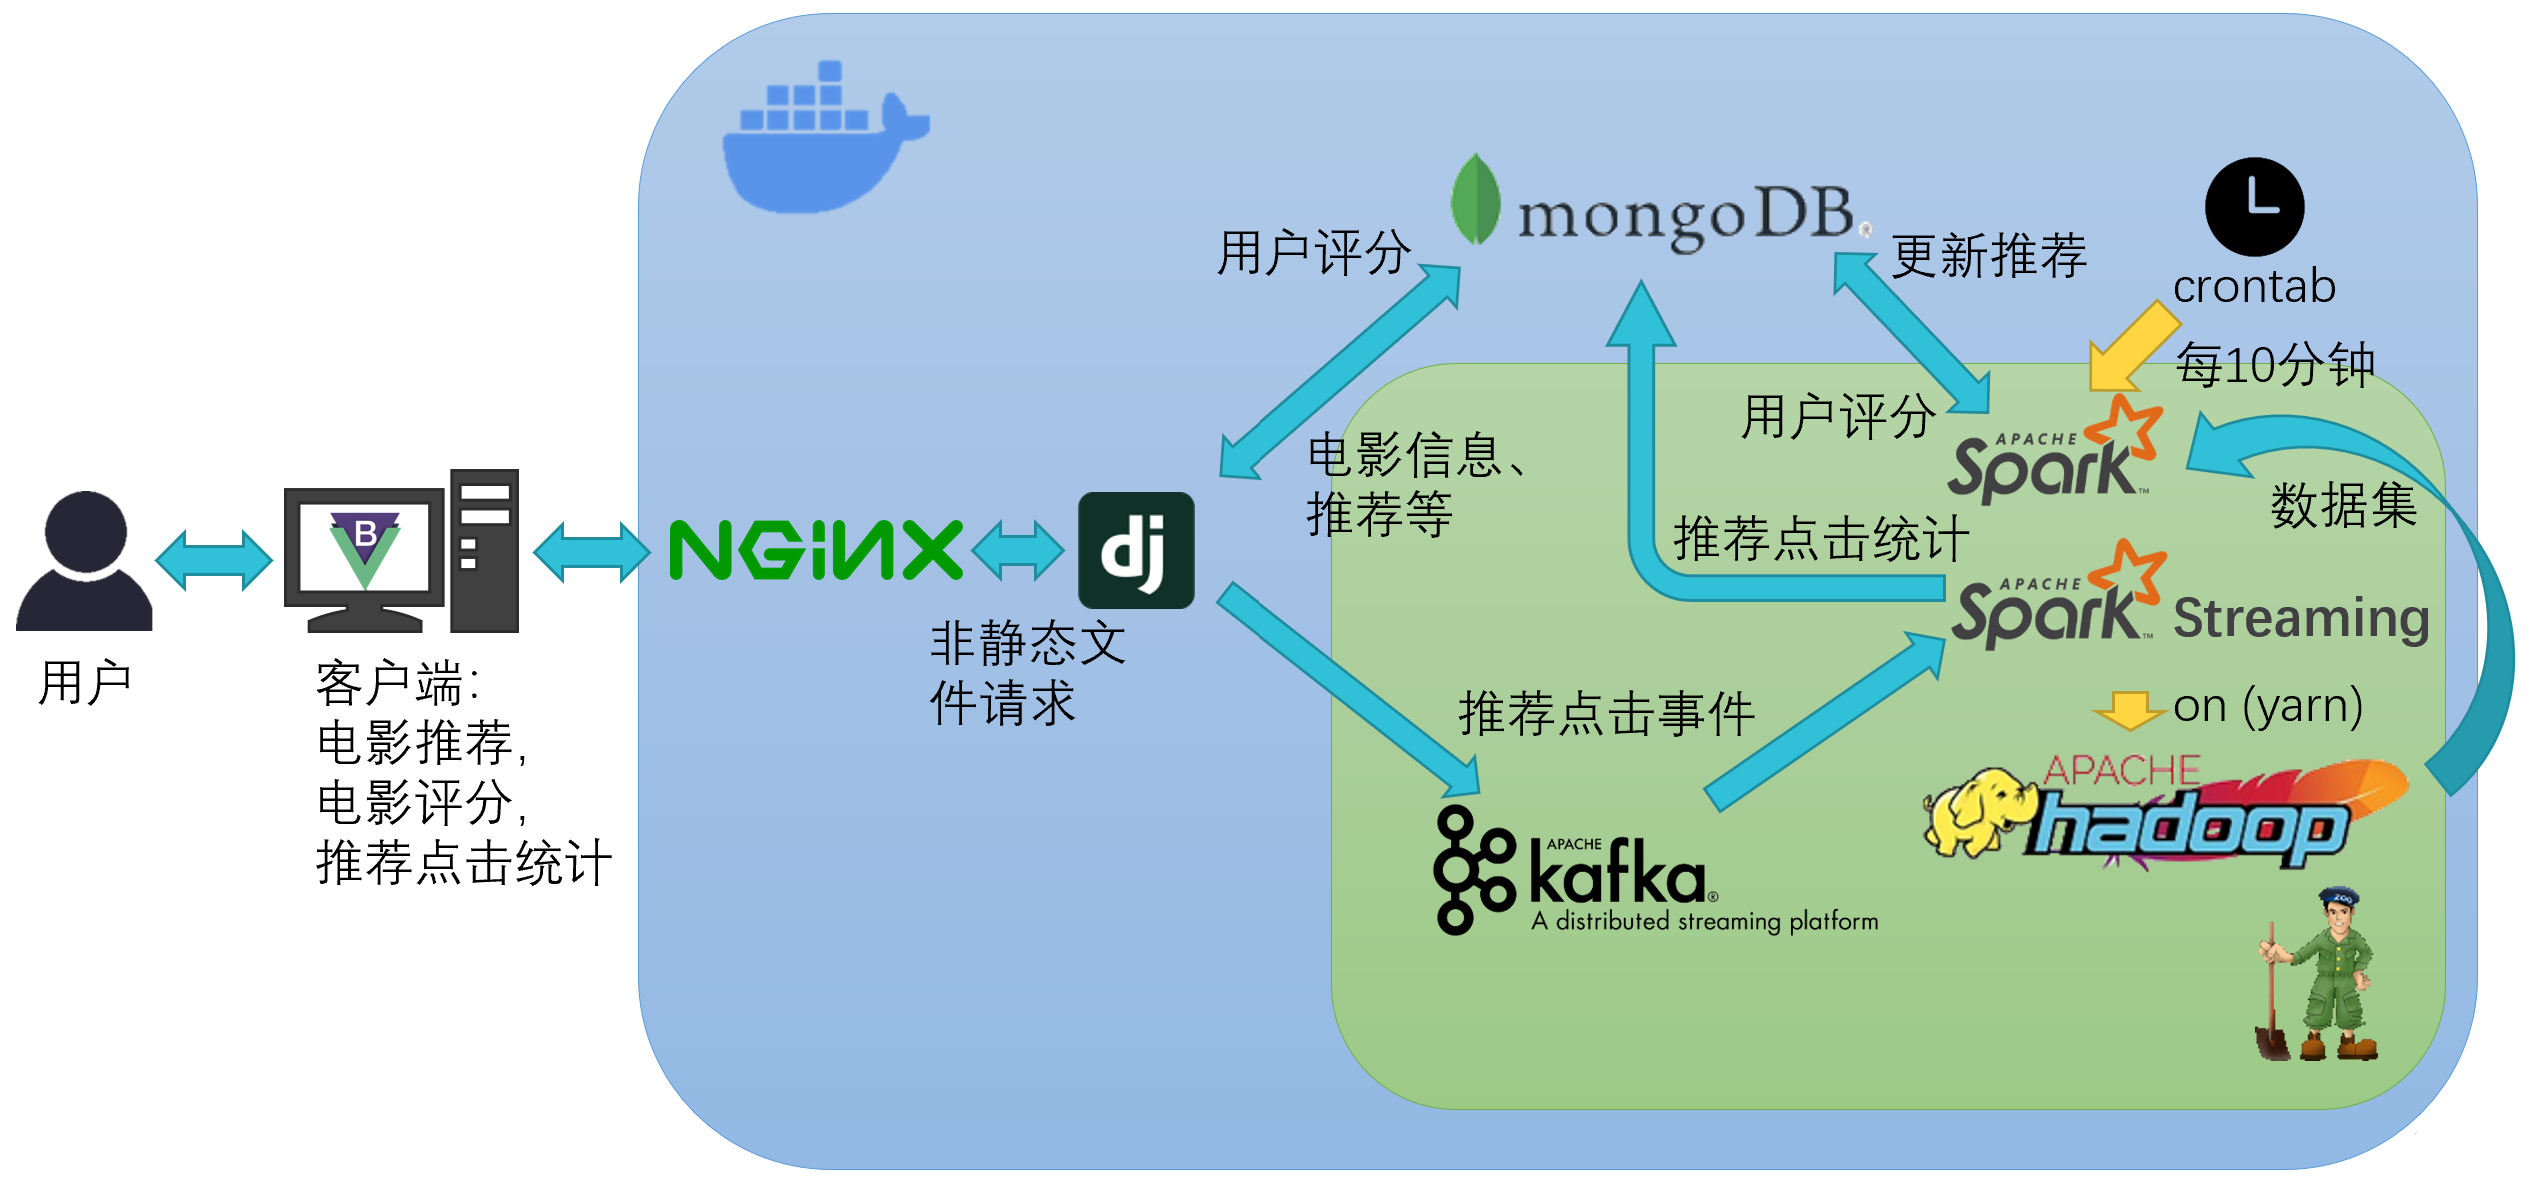 mongoDB®
用户评分
更新推荐
crontab
每10分钟
用户评分
电影信息、
推荐等
APACHE
Spark™
数据集
推荐点击统计
B
NGiNX
dj
APACHE
Spark™ Streaming
非静态文
件请求
用户
客户端：
电影推荐，
电影评分，
推荐点击统计
推荐点击事件
on (yarn)
APACHE
hadoop
APACHE
kafka®
A distributed streaming platform
ZOO